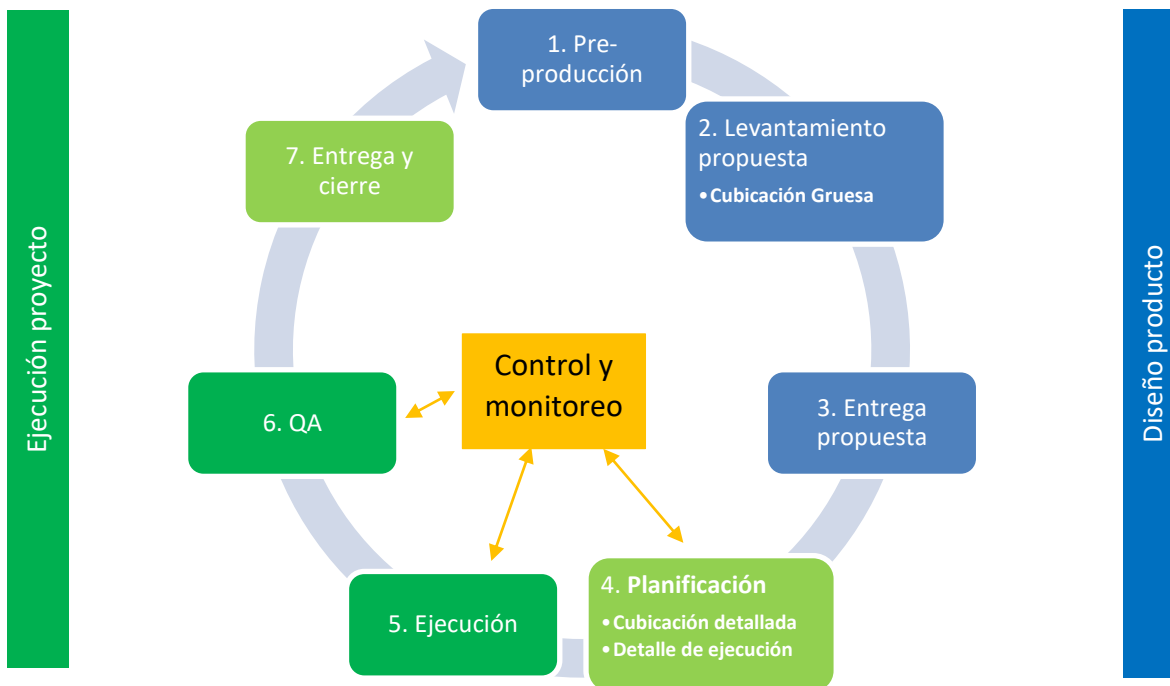 Ejecución proyecto
1. Pre-
producción
2. Levantamiento
propuesta
•Cubicación Gruesa
3. Entrega
propuesta
4. Planificación
•Cubicación detallada
•Detalle de ejecución
5. Ejecución
6. QA
7. Entrega y
cierre
Control y
monitoreo
Diseño producto